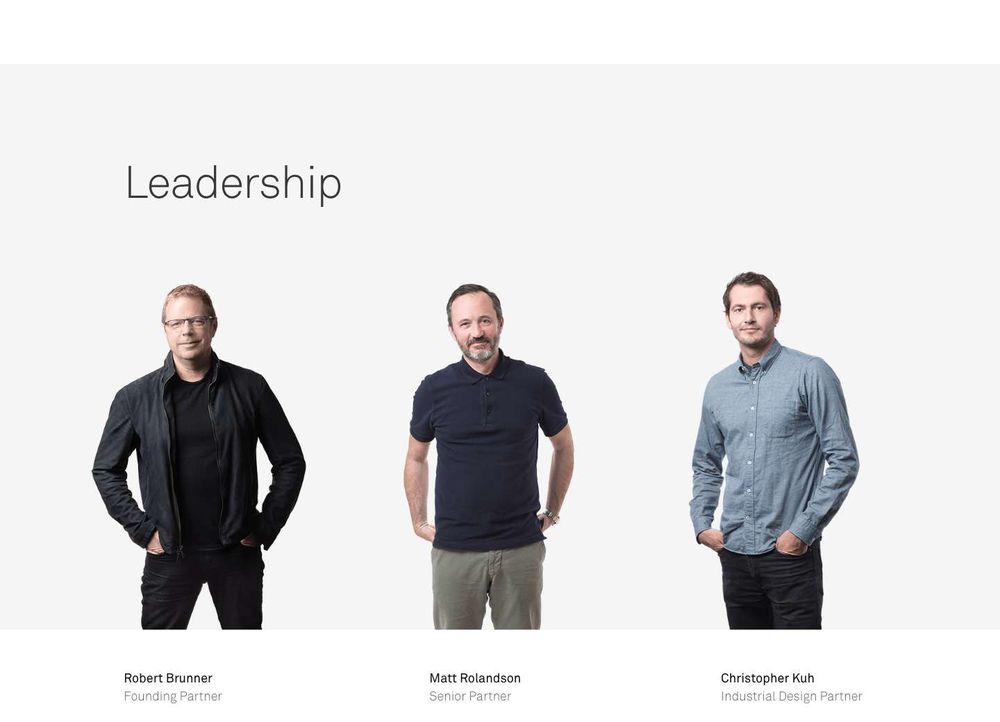 Leadership
Robert Brunner
Founding Partner
Matt Rolandson
Senior Partner
Christopher Kuh
Industrial Design Partner